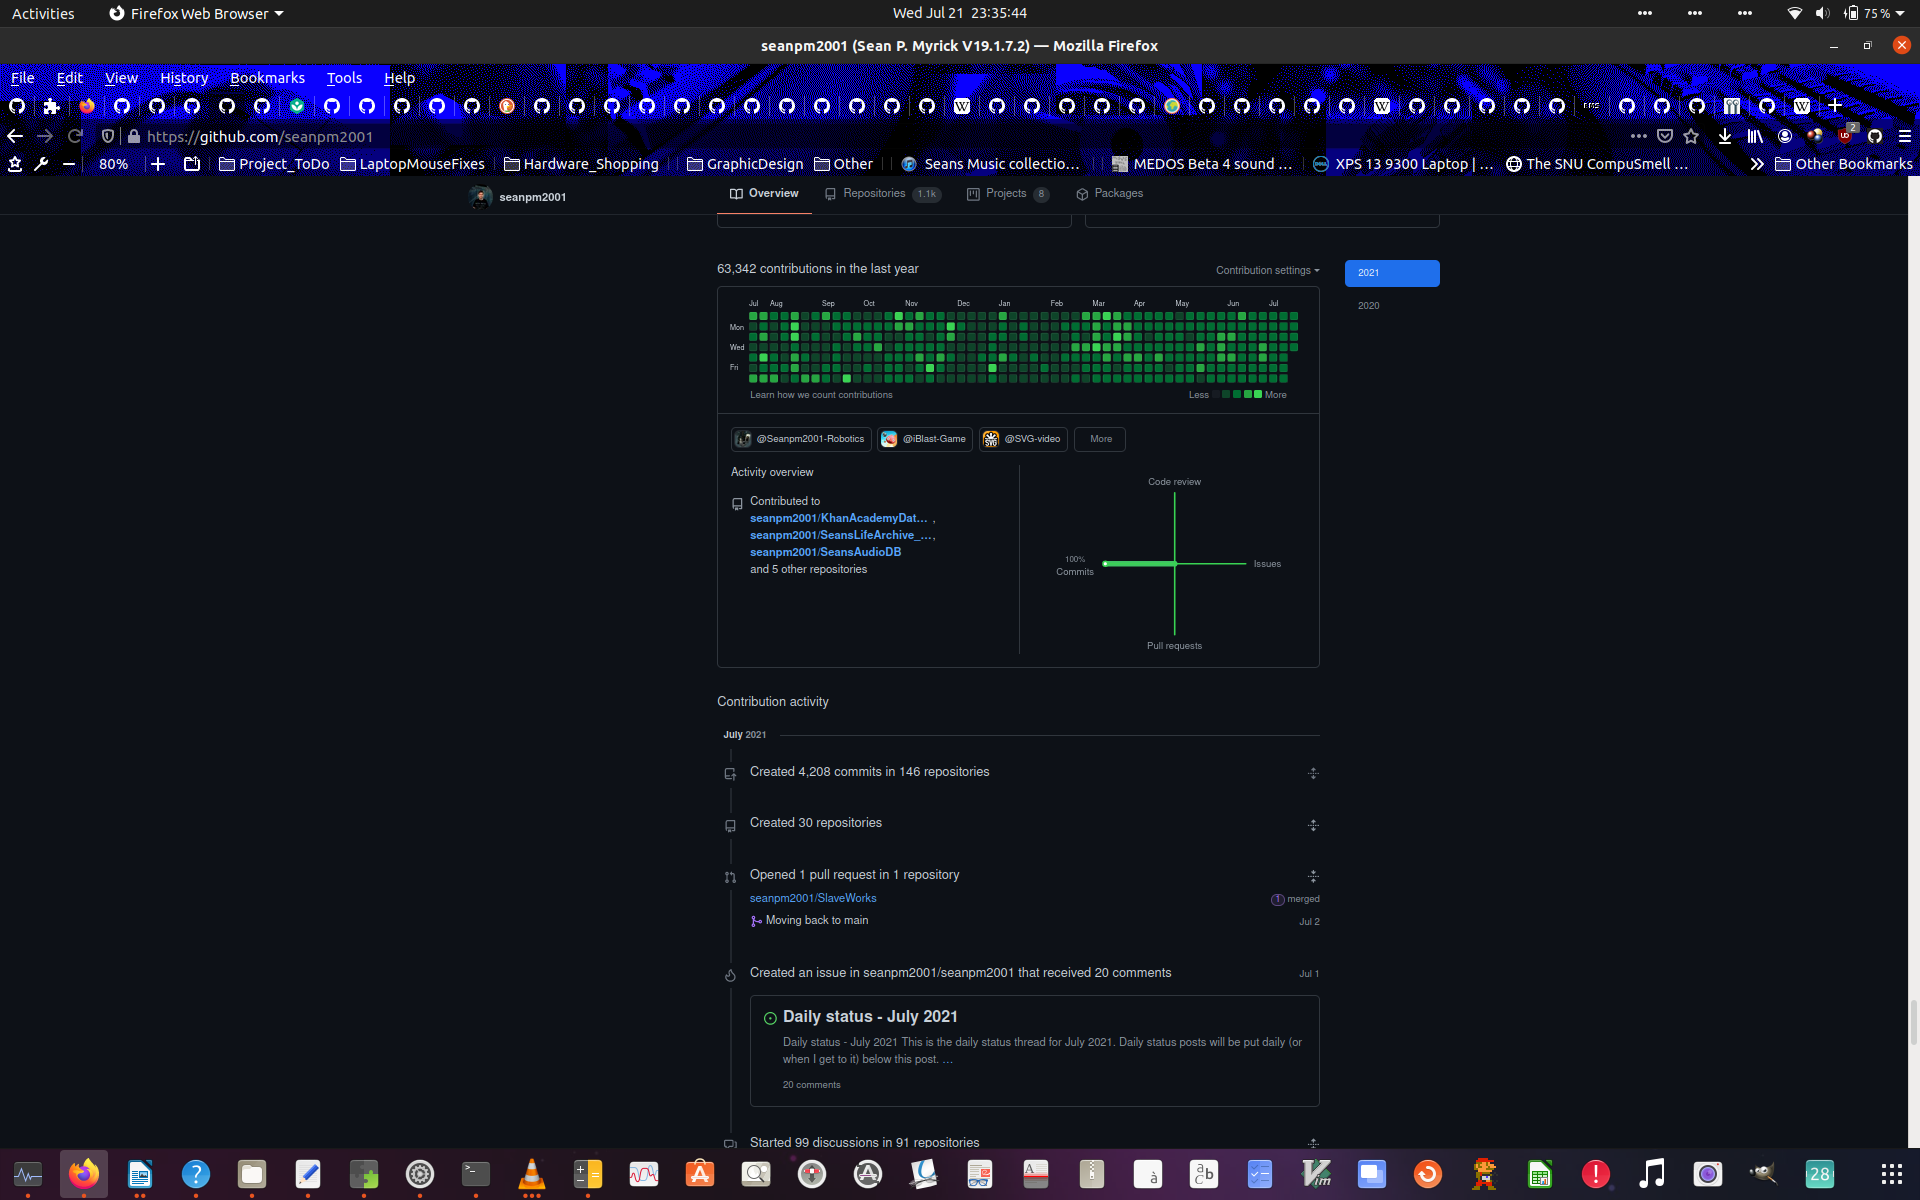 Activities Firefox Web Browser Wed Jul 21 23:35:44 75 %
seanpm2001 (Sean P. Myrick V19.1.7.2) — Mozilla Firefox
File Edit View History Bookmarks Tools Help
https://github.com/seanpm2001 2
80% Project_ToDo LaptopMouseFixes Hardware_Shopping GraphicDesign Other Seans Music collectio… MEDOS Beta 4 sound … XPS 13 9300 Laptop | … The SNU CompuSmell … Other Bookmarks
seanpm2001 Overview Repositories 1.1k Projects 8 Packages
63,342 contributions in the last year Contribution settings 2021
2020
Jul Aug Sep Oct Nov Dec Jan Feb Mar Apr May Jun Jul
Mon
Wed
Fri
Learn how we count contributions Less More
@Seanpm2001-Robotics @iBlast-Game @SVG-video More
Activity overview
Code review
Contributed to
seanpm2001/KhanAcademyDat… ,
seanpm2001/SeansLifeArchive_…,
seanpm2001/SeansAudioDB
and 5 other repositories
100%
Commits
Issues
Pull requests
Contribution activity
July 2021
Created 4,208 commits in 146 repositories
Created 30 repositories
Opened 1 pull request in 1 repository
seanpm2001/SlaveWorks 1 merged
Moving back to main Jul 2
Created an issue in seanpm2001/seanpm2001 that received 20 comments Jul 1
Daily status - July 2021
Daily status - July 2021 This is the daily status thread for July 2021. Daily status posts will be put daily (or
when I get to it) below this post. …
20 comments
Started 99 discussions in 91 repositories
28